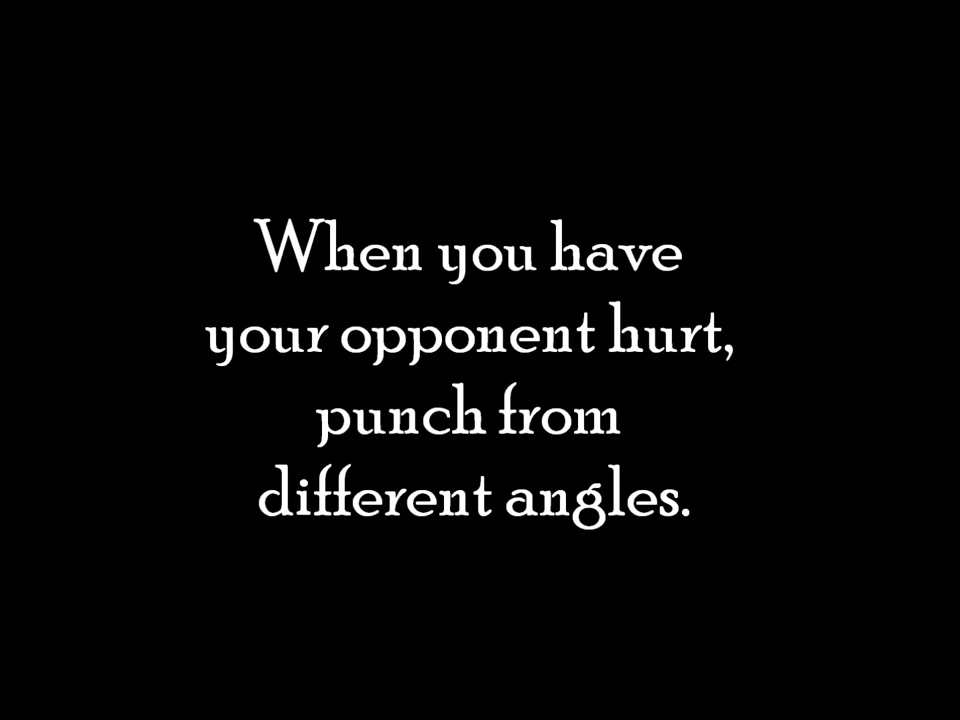 When you have
your opponent hurt,
punch from
different angles.